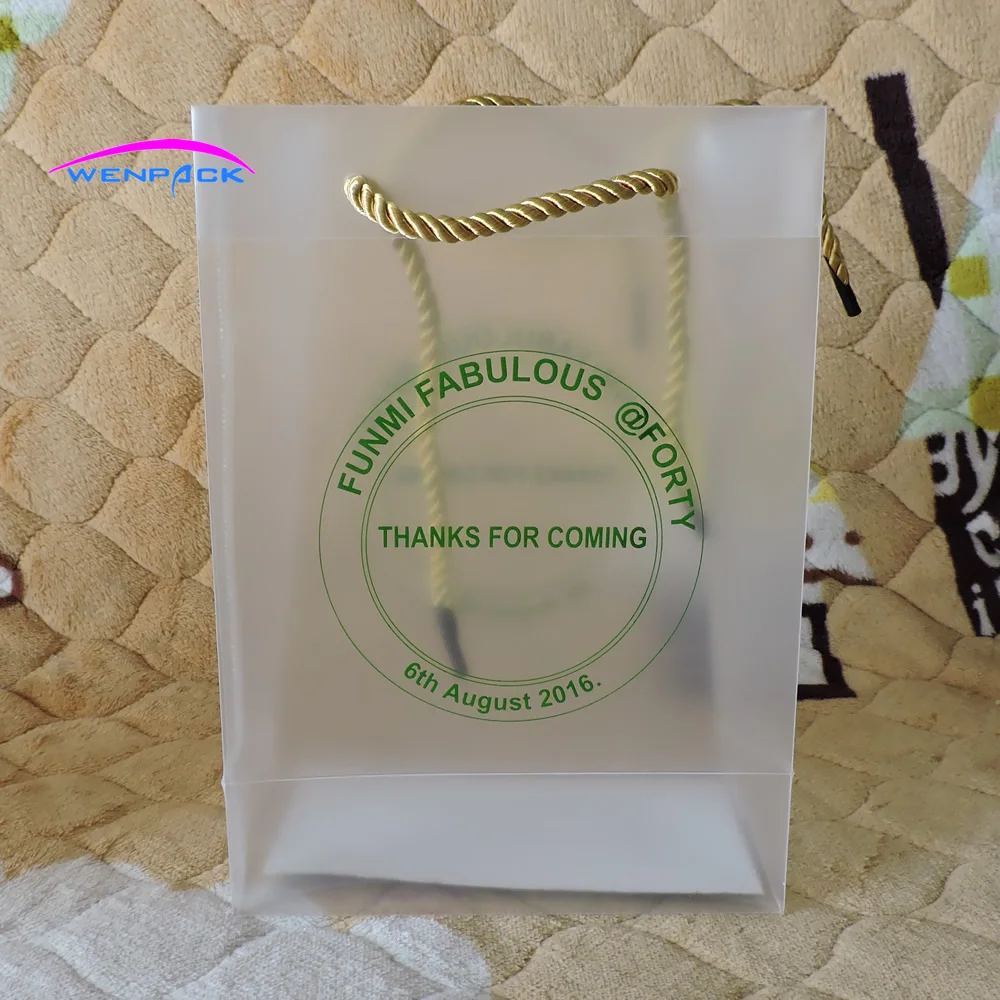 WENPACK
FUNMI FABULOUS @FORTY
THANKS FOR COMING
6th August 2016.